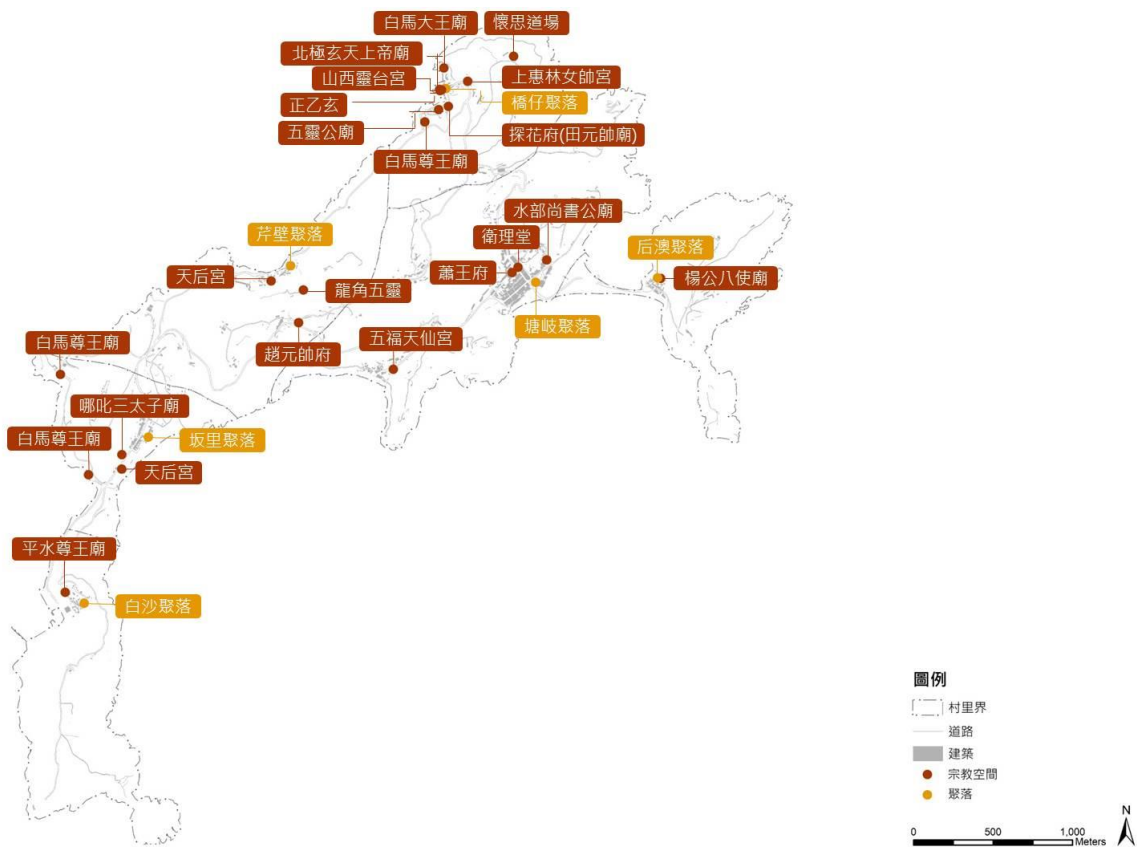 白馬大王廟
懷思道場
北極玄天上帝廟
山西靈台宮
上惠林女帥宮
正乙玄
橋仔聚落
五靈公廟
探花府(田元帥廟)
白馬尊王廟
水部尚書公廟
芹壁聚落
衛理堂
后澳聚落
天后宮
蕭王府
楊公八使廟
龍角五靈
塘岐聚落
白馬尊王廟
趙元帥府
五福天仙宮
哪叱三太子廟
白馬尊王廟
坂里聚落
天后宮
平水尊王廟
白沙聚落
圖例
村里界
道路
建築
宗教空間
聚落
N
0 500 1,000
Meters